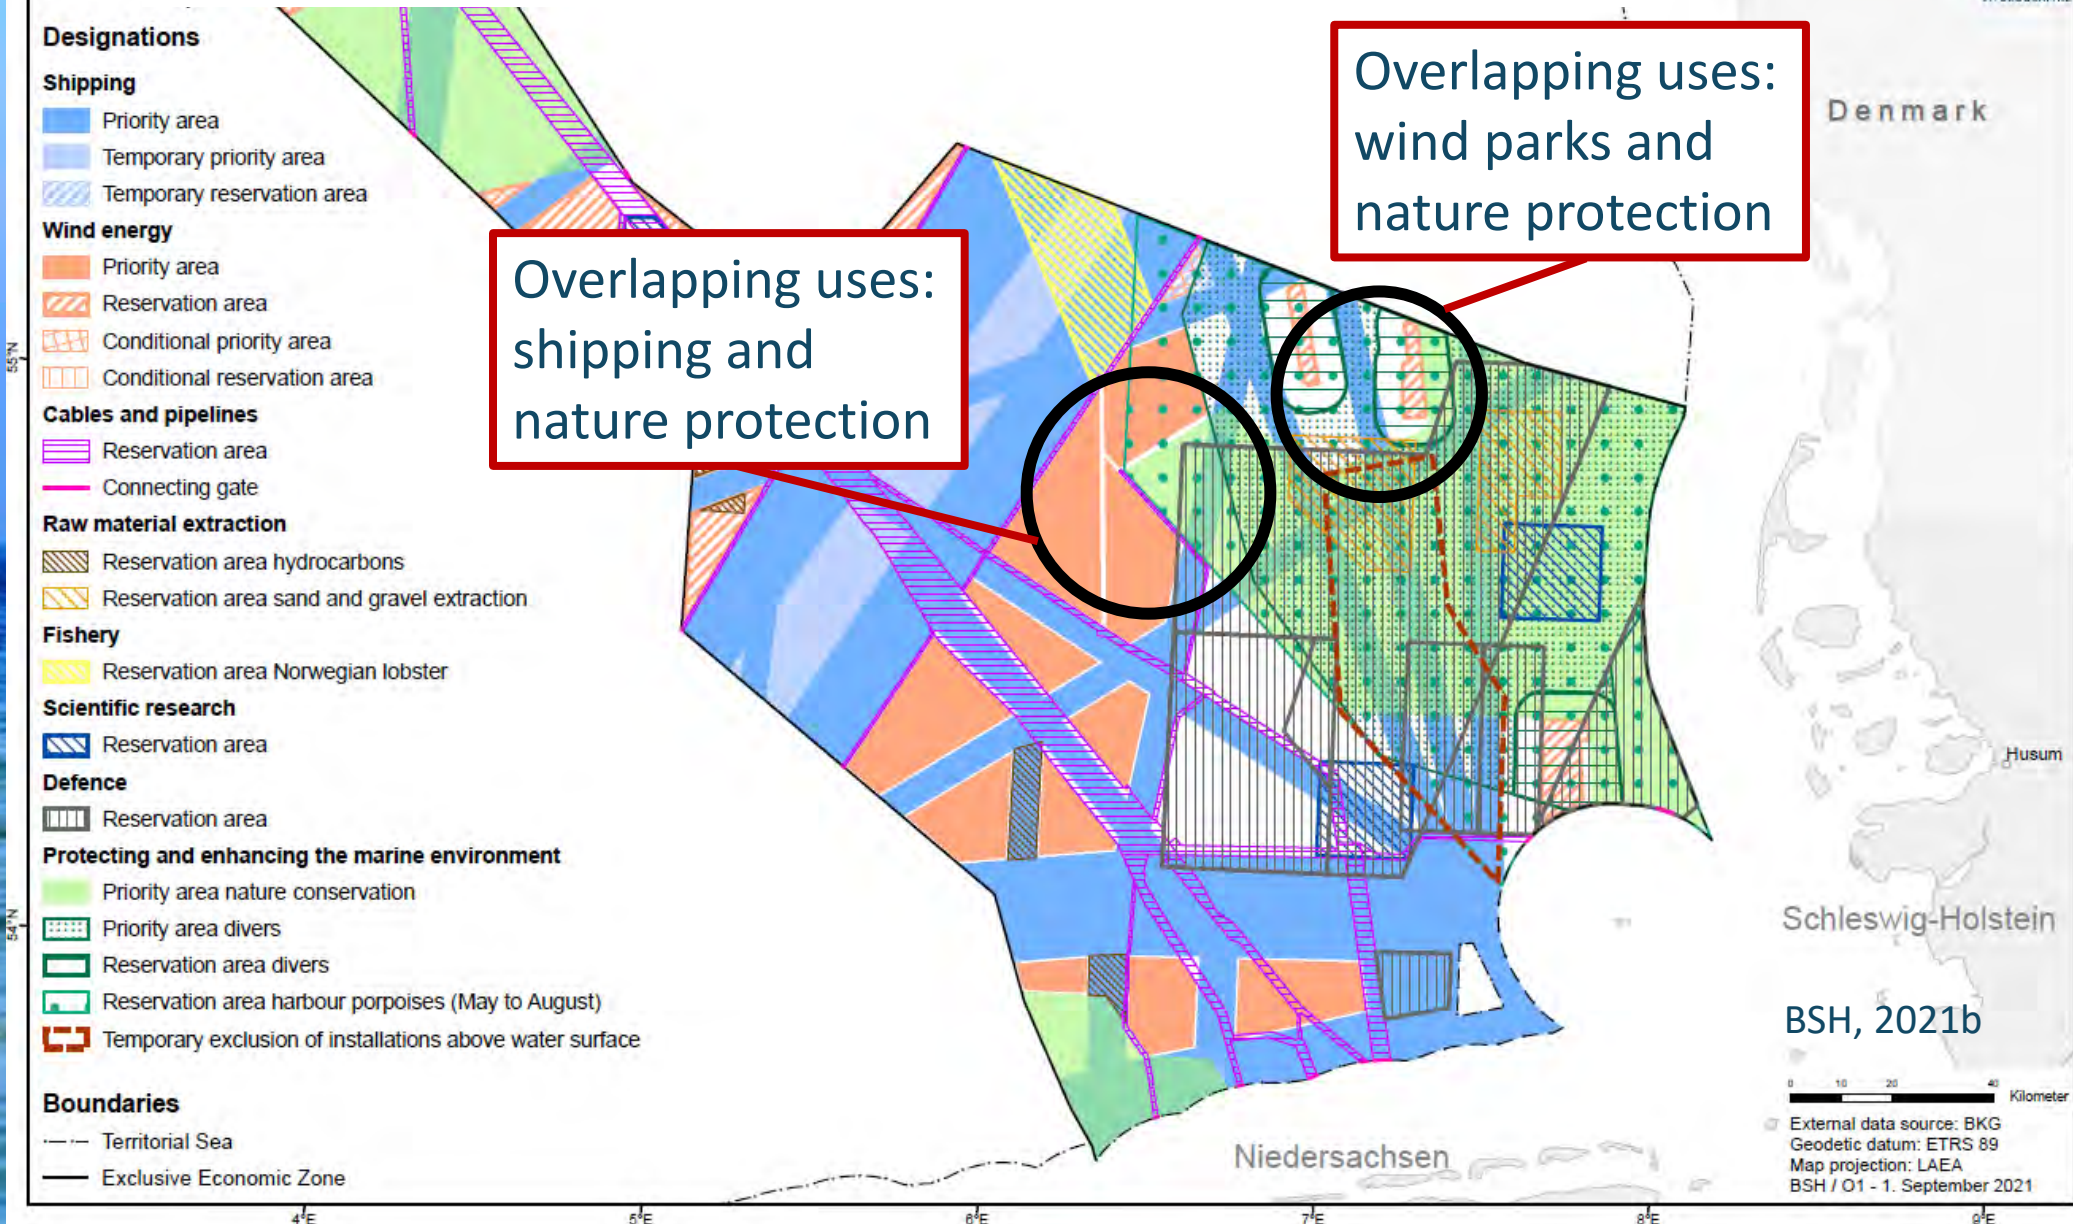 Designations
Shipping
Priority area
Temporary priority area
Temporary reservation area
Wind energy
Priority area
Reservation area
Conditional priority area
Conditional reservation area
Cables and pipelines
Reservation area
Connecting gate
Raw material extraction
Reservation area hydrocarbons
Reservation area sand and gravel extraction
Fishery
Reservation area Norwegian lobster
Scientific research
Reservation area
Defence
Reservation area
Protecting and enhancing the marine environment
Priority area nature conservation
Priority area divers
Reservation area divers
Reservation area harbour porpoises (May to August)
Temporary exclusion of installations above water surface
Boundaries
Territorial Sea
Exclusive Economic Zone
Overlapping uses:
shipping and
nature protection
Overlapping uses:
wind parks and
nature protection
Denmark
Husum
Schleswig-Holstein
Niedersachsen
BSH, 2021b
0 10 20 40
Kilometer
External data source: BKG
Geodetic datum: ETRS 89
Map projection: LAEA
BSH / O1 - 1. September 2021
55°N
54°N
4°E
5°E
6°E
7°E
8°E
9°E